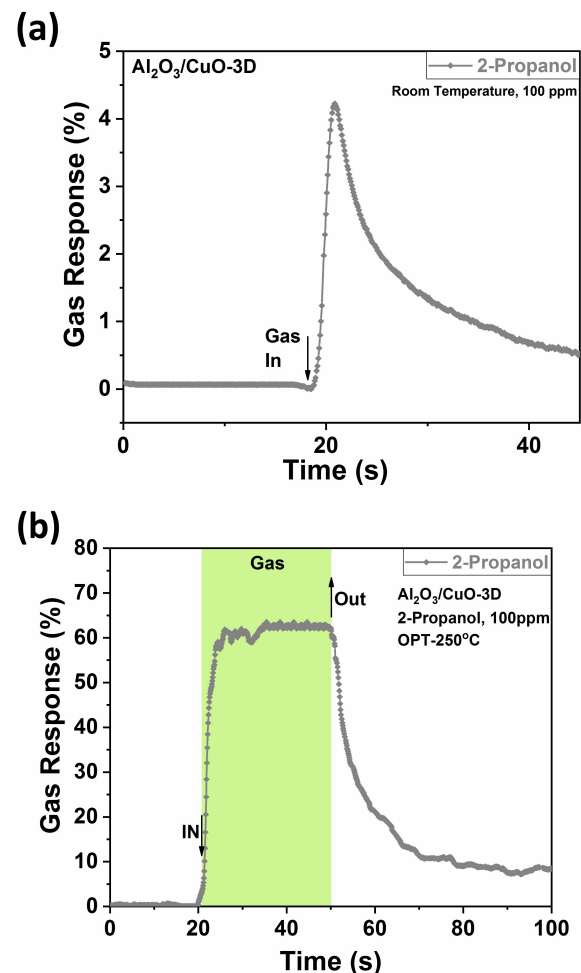 (a)
Al₂O₃/CuO-3D
2-Propanol
Room Temperature, 100 ppm
Gas Response (%)
5
4
3
2
1
0
Gas
In
0 20 40
Time (s)
(b)
Gas Response (%)
80
70
60
50
40
30
20
10
0
Gas
2-Propanol
Out
Al₂O₃/CuO-3D
2-Propanol, 100ppm
OPT-250°C
IN
0 20 40 60 80 100
Time (s)